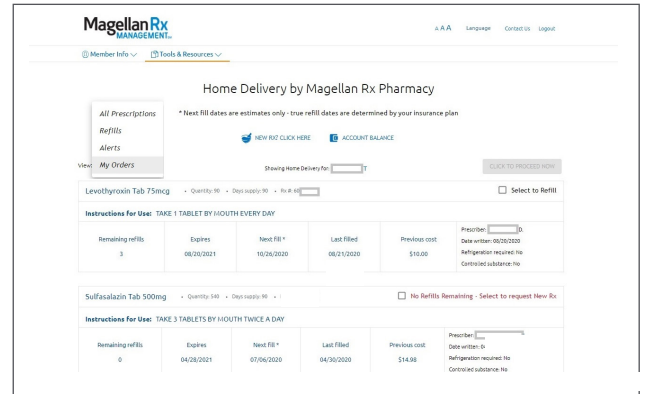 Magellan Rx
MANAGEMENT
A A A Language Contact Us Logout
Member Info Tools & Resources
Home Delivery by Magellan Rx Pharmacy
* Next fill dates are estimates only - true refill dates are determined by your insurance plan
All Prescriptions
Refills
Alerts
My Orders
NEW RX? CLICK HERE ACCOUNT BALANCE
View: Showing Home Delivery for: T CLICK TO PROCEED NOW
Levothyroxin Tab 75mcg • Quantity: 90 • Days supply: 90 • Rx #: 60 Select to Refill
Instructions for Use: TAKE 1 TABLET BY MOUTH EVERY DAY
Remaining refills Expires Next fill * Last filled Previous cost
3 08/20/2021 10/26/2020 08/21/2020 $10.00
Prescriber: D.
Date written: 08/20/2020
Refrigeration required: No
Controlled substance: No
Sulfasalazin Tab 500mg • Quantity: 540 • Days supply: 90 • No Refills Remaining - Select to request New Rx
Instructions for Use: TAKE 3 TABLETS BY MOUTH TWICE A DAY
Remaining refills Expires Next fill * Last filled Previous cost
0 04/28/2021 07/06/2020 04/30/2020 $14.98
Prescriber:
Date written:
Refrigeration required: No
Controlled substance: No